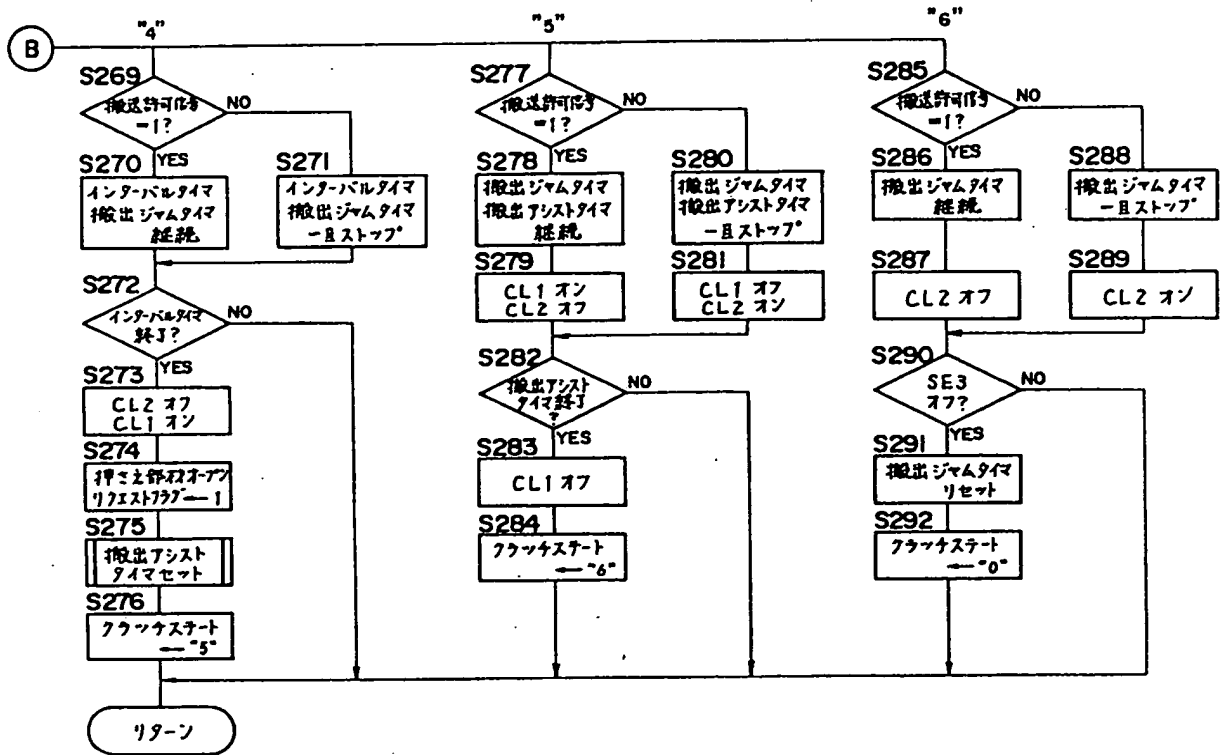 B
"4"
"5"
"6"
S269
搬送許可信号
=1?
NO
YES
S270
インターバルタイマ
搬出ジャムタイマ
継続
S271
インターバルタイマ
搬出ジャムタイマ
一旦ストップ
S272
インターバルタイマ
終了?
NO
YES
S273
CL2 オフ
CL1 オン
S274
押さえ部材オープン
リクエストフラグ←1
S275
搬出アシスト
タイマセット
S276
クラッチステート
←"5"
リターン
S277
搬送許可信号
=1?
NO
YES
S278
搬出ジャムタイマ
搬出アシストタイマ
継続
S280
搬出ジャムタイマ
搬出アシストタイマ
一旦ストップ
S279
CL1 オン
CL2 オフ
S281
CL1 オフ
CL2 オン
S282
搬出アシスト
タイマ終了
?
NO
YES
S283
CL1 オフ
S284
クラッチステート
←"6"
S285
搬送許可信号
=1?
NO
YES
S286
搬出ジャムタイマ
継続
S288
搬出ジャムタイマ
一旦ストップ
S287
CL2 オフ
S289
CL2 オン
S290
SE3
オフ?
NO
YES
S291
搬出ジャムタイマ
リセット
S292
クラッチステート
←"0"